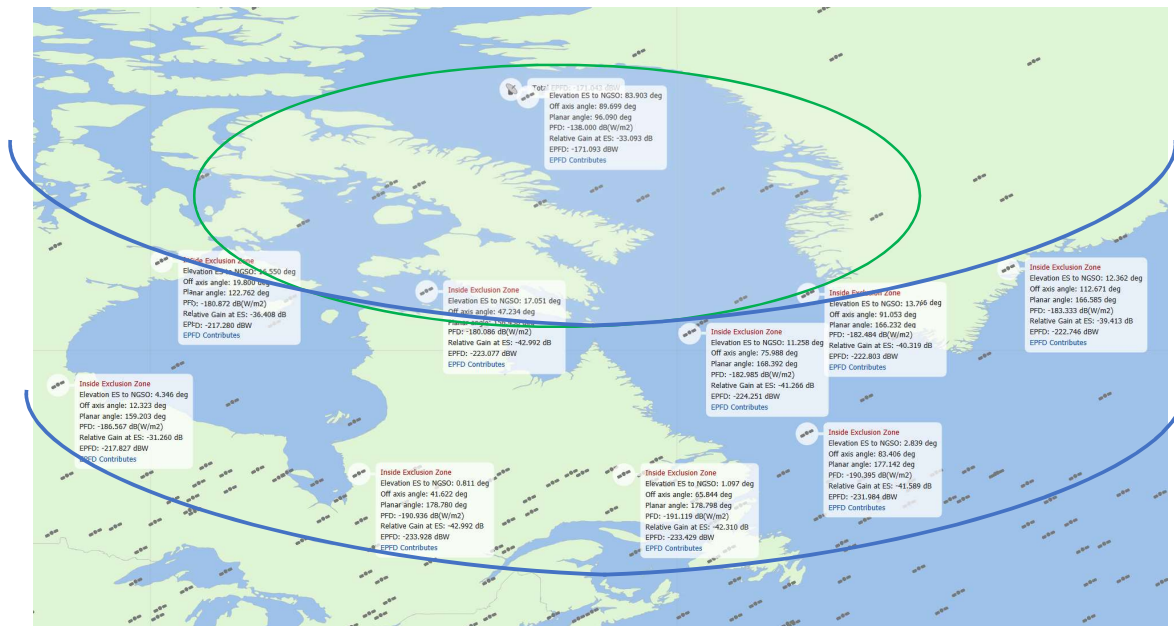 Total EPFD: -171.042 dBW
Elevation ES to NGSO: 83.903 deg
Off axis angle: 89.699 deg
Planar angle: 96.090 deg
PFD: -138.000 dB(W/m2)
Relative Gain at ES: -33.093 dB
EPFD: -171.093 dBW
EPFD Contributes
Inside Exclusion Zone
Elevation ES to NGSO: 16.550 deg
Off axis angle: 19.800 deg
Planar angle: 122.762 deg
PFD: -180.872 dB(W/m2)
Relative Gain at ES: -36.408 dB
EPFD: -217.280 dBW
EPFD Contributes
Inside Exclusion Zone
Elevation ES to NGSO: 17.051 deg
Off axis angle: 47.234 deg
Planar angle:
PFD: -180.086 dB(W/m2)
Relative Gain at ES: -42.992 dB
EPFD: -223.077 dBW
EPFD Contributes
Inside Exclusion Zone
Elevation ES to NGSO: 11.258 deg
Off axis angle: 75.988 deg
Planar angle: 168.392 deg
PFD: -182.985 dB(W/m2)
Relative Gain at ES: -41.266 dB
EPFD: -224.251 dBW
EPFD Contributes
Inside Exclusion Zone
Elevation ES to NGSO: 13.766 deg
Off axis angle: 91.053 deg
Planar angle: 166.232 deg
PFD: -182.484 dB(W/m2)
Relative Gain at ES: -40.319 dB
EPFD: -222.803 dBW
EPFD Contributes
Inside Exclusion Zone
Elevation ES to NGSO: 12.362 deg
Off axis angle: 112.671 deg
Planar angle: 166.585 deg
PFD: -183.333 dB(W/m2)
Relative Gain at ES: -39.413 dB
EPFD: -222.746 dBW
EPFD Contributes
Inside Exclusion Zone
Elevation ES to NGSO: 4.346 deg
Off axis angle: 12.323 deg
Planar angle: 159.203 deg
PFD: -186.567 dB(W/m2)
Relative Gain at ES: -31.260 dB
EPFD: -217.827 dBW
EPFD Contributes
Inside Exclusion Zone
Elevation ES to NGSO: 0.811 deg
Off axis angle: 41.622 deg
Planar angle: 178.780 deg
PFD: -190.936 dB(W/m2)
Relative Gain at ES: -42.992 dB
EPFD: -233.928 dBW
EPFD Contributes
Inside Exclusion Zone
Elevation ES to NGSO: 1.097 deg
Off axis angle: 65.844 deg
Planar angle: 178.798 deg
PFD: -191.119 dB(W/m2)
Relative Gain at ES: -42.310 dB
EPFD: -233.429 dBW
EPFD Contributes
Inside Exclusion Zone
Elevation ES to NGSO: 2.839 deg
Off axis angle: 83.406 deg
Planar angle: 177.142 deg
PFD: -190.395 dB(W/m2)
Relative Gain at ES: -41.589 dB
EPFD: -231.984 dBW
EPFD Contributes